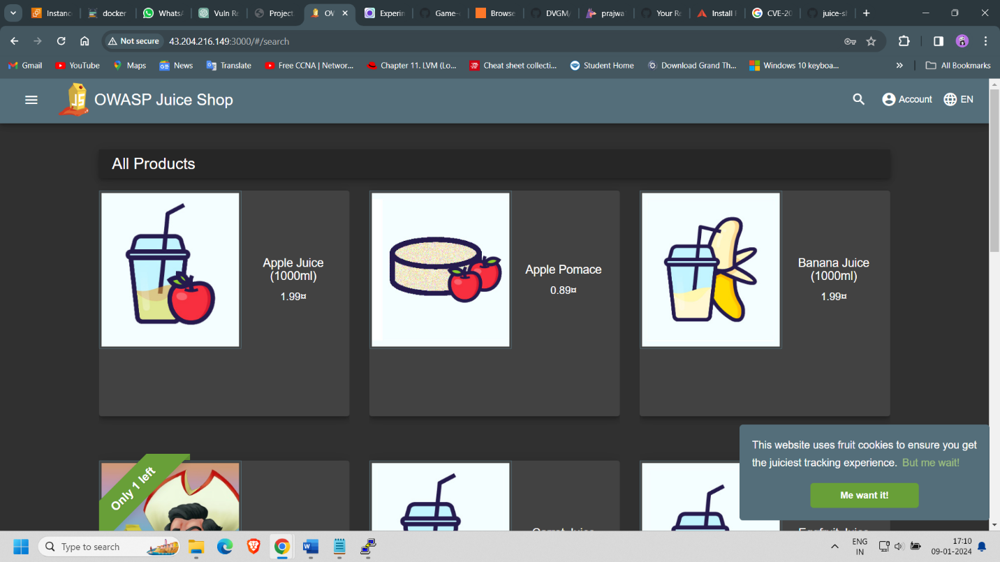 Instanc
docker
WhatsA
Vuln Re
Project
OW
Experin
Game-
Browse
DVGM/
prajwa
Your Re
Install
CVE-20
juice-sl
Not secure
43.204.216.149:3000/#/search
Gmail
YouTube
Maps
News
Translate
Free CCNA | Networ...
Chapter 11. LVM (Lo...
Cheat sheet collecti...
Student Home
Download Grand Th...
Windows 10 keyboa...
All Bookmarks
JS
OWASP Juice Shop
Account
EN
All Products
Apple Juice
(1000ml)
1.99¤
Apple Pomace
0.89¤
Banana Juice
(1000ml)
1.99¤
Only 1 left
This website uses fruit cookies to ensure you get
the juiciest tracking experience. But me wait!
Me want it!
Type to search
ENG
IN
17:10
09-01-2024